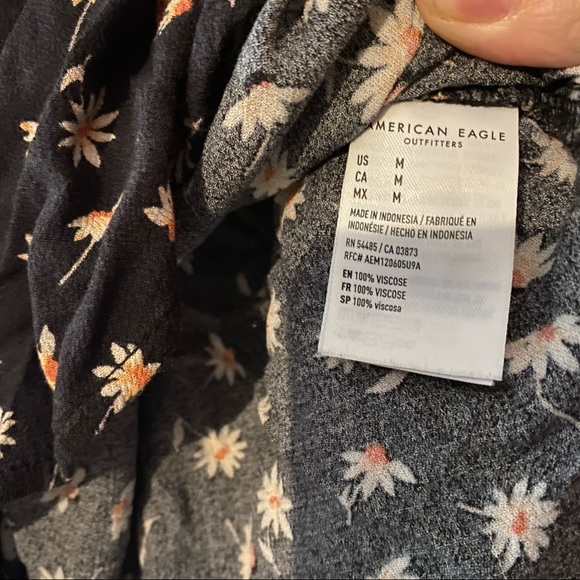 AMERICAN EAGLE
OUTFITTERS
US M
CA M
MX M
MADE IN INDONESIA / FABRIQUÉ EN
INDONÉSIE / HECHO EN INDONESIA
RN 54485 / CA 03873
RFC# AEM120605U9A
EN 100% VISCOSE
FR 100% VISCOSE
SP 100% viscosa